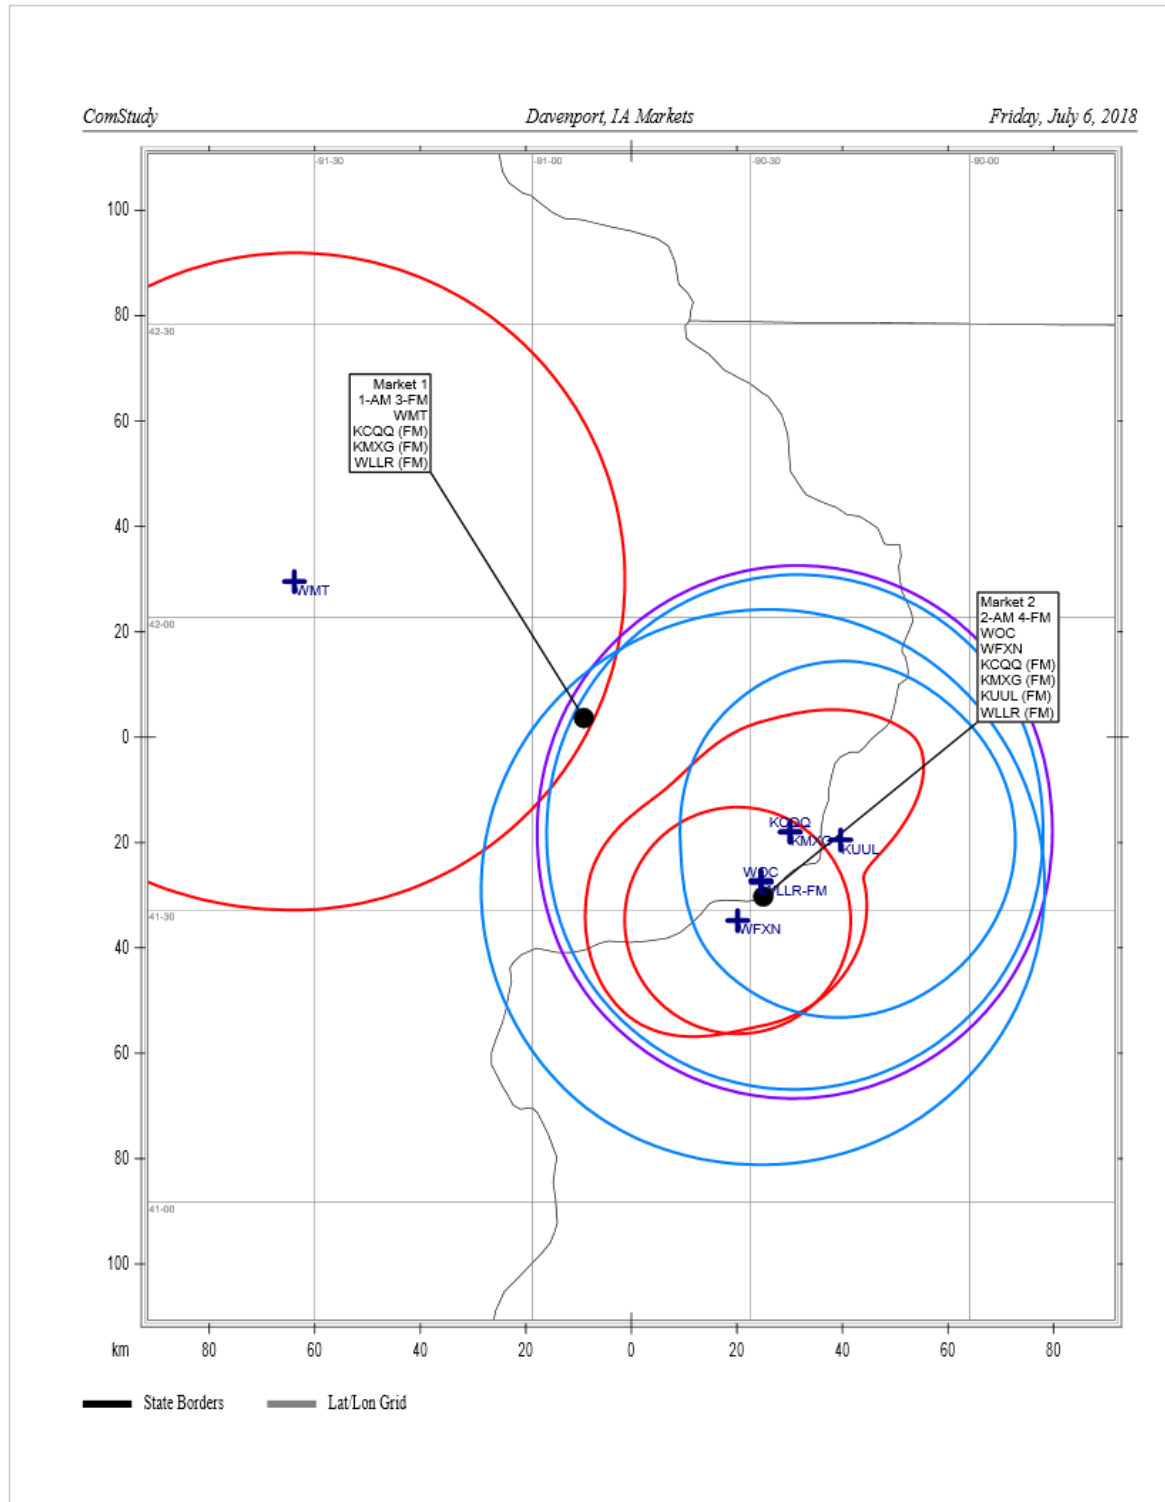 ComStudy Davenport, IA Markets Friday, July 6, 2018
-91-30 -91-00 -90-30 -90-00
100
80
42-30
Market 1
1-AM 3-FM
WMT
KCQQ (FM)
KMXG (FM)
WLLR (FM)
60
40
WMT
Market 2
2-AM 4-FM
WOC
WFXN
KCQQ (FM)
KMXG (FM)
KUUL (FM)
WLLR (FM)
42-00
20
0
KCQQ
KMXG
KUUL
20
WOC
WLLR-FM
WFXN
41-30
40
60
80
41-00
100
km 80 60 40 20 0 20 40 60 80
State Borders Lat/Lon Grid